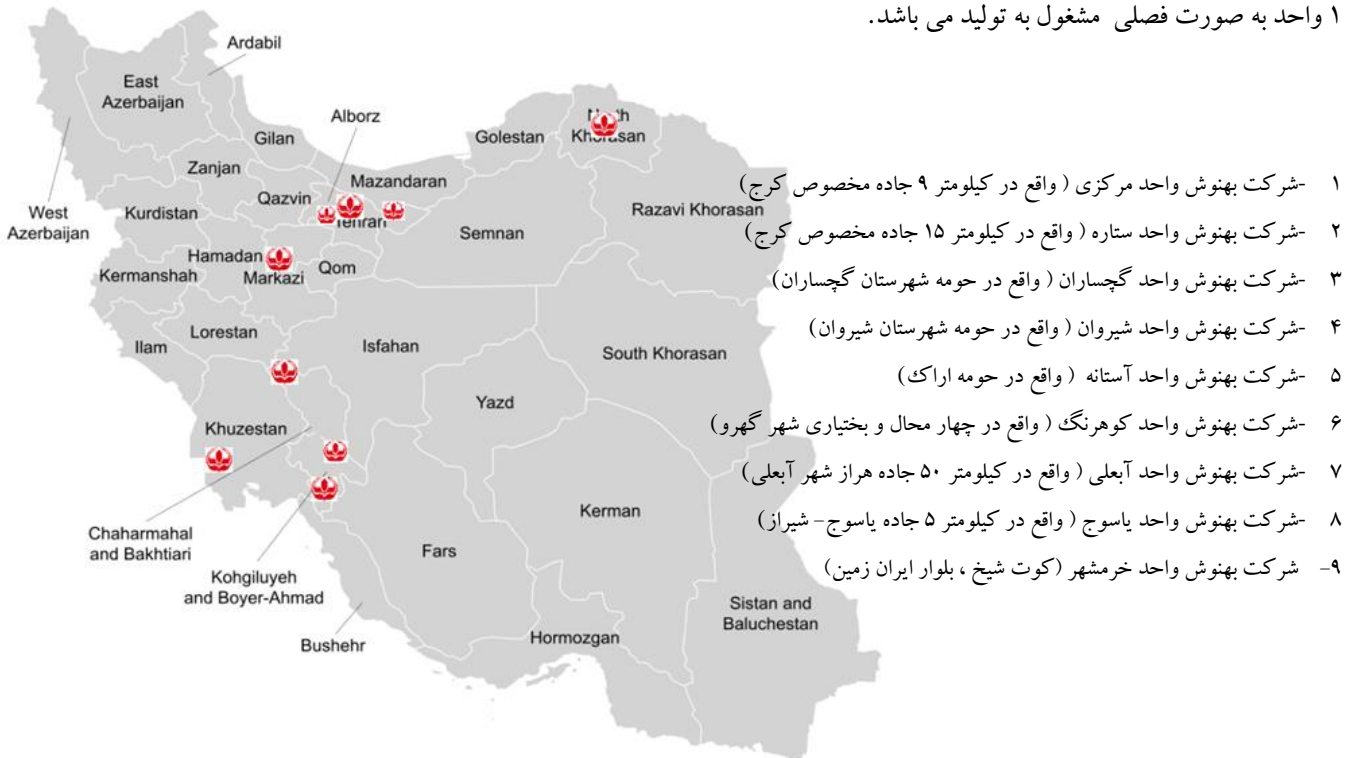 ۱ واحد به صورت فصلی مشغول به تولید می باشد.
Ardabil
East
Azerbaijan
Alborz
North
Khorasan
Golestan
Gilan
Zanjan
Mazandaran
Qazvin
West
Azerbaijan
Kurdistan
Tehran
Razavi Khorasan
Semnan
Hamadan
Kermanshah
Markazi
Qom
Lorestan
Ilam
Isfahan
South Khorasan
Yazd
Khuzestan
Kerman
Chaharmahal
and Bakhtiari
Fars
Kohgiluyeh
and Boyer-Ahmad
Sistan and
Baluchestan
Bushehr
Hormozgan
۱ -شرکت بهنوش واحد مرکزی ( واقع در کیلومتر ۹ جاده مخصوص کرج)
۲ -شرکت بهنوش واحد ستاره ( واقع در کیلومتر ۱۵ جاده مخصوص کرج)
۳ -شرکت بهنوش واحد گچساران ( واقع در حومه شهرستان گچساران)
۴ -شرکت بهنوش واحد شیروان ( واقع در حومه شهرستان شیروان)
۵ -شرکت بهنوش واحد آستانه ( واقع در حومه اراک)
۶ -شرکت بهنوش واحد کوهرنگ ( واقع در چهار محال و بختیاری شهر گهرو)
۷ -شرکت بهنوش واحد آبعلی ( واقع در کیلومتر ۵۰ جاده هراز شهر آبعلی)
۸ -شرکت بهنوش واحد یاسوج ( واقع در کیلومتر ۵ جاده یاسوج- شیراز)
۹- شرکت بهنوش واحد خرمشهر (کوت شیخ ، بلوار ایران زمین)